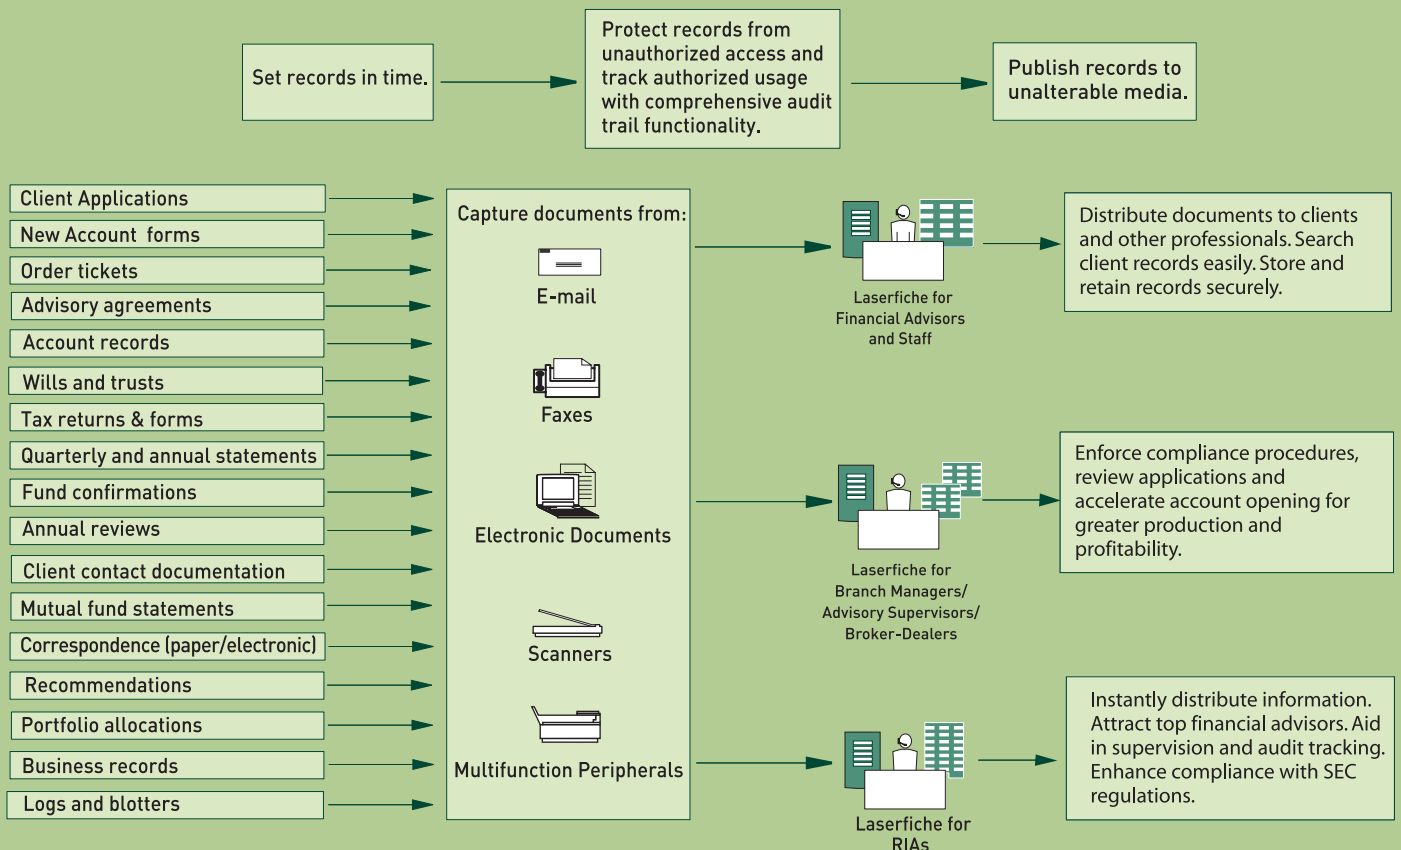 Set records in time.
Protect records from
unauthorized access and
track authorized usage
with comprehensive audit
trail functionality.
Publish records to
unalterable media.
Client Applications
New Account forms
Order tickets
Advisory agreements
Account records
Wills and trusts
Tax returns & forms
Quarterly and annual statements
Fund confirmations
Annual reviews
Client contact documentation
Mutual fund statements
Correspondence (paper/electronic)
Recommendations
Portfolio allocations
Business records
Logs and blotters
Capture documents from:
E-mail
Faxes
Electronic Documents
Scanners
Multifunction Peripherals
Laserfiche for
Financial Advisors
and Staff
Distribute documents to clients
and other professionals. Search
client records easily. Store and
retain records securely.
Laserfiche for
Branch Managers/
Advisory Supervisors/
Broker-Dealers
Enforce compliance procedures,
review applications and
accelerate account opening for
greater production and
profitability.
Laserfiche for
RIAs
Instantly distribute information.
Attract top financial advisors. Aid
in supervision and audit tracking.
Enhance compliance with SEC
regulations.